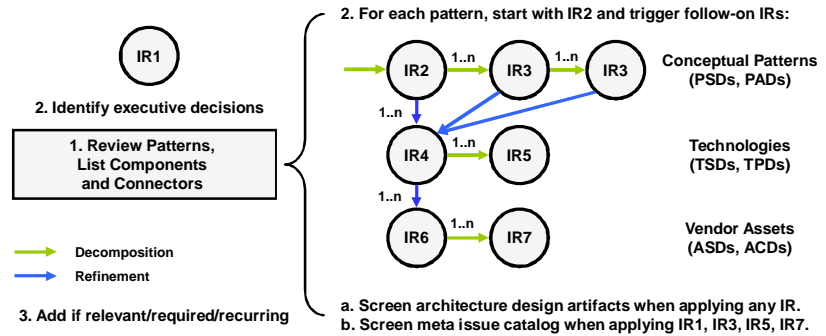 IR1
2. Identify executive decisions
1. Review Patterns,
List Components
and Connectors
Decomposition
Refinement
3. Add if relevant/required/recurring
2. For each pattern, start with IR2 and trigger follow-on IRs:
IR2
1..n
IR3
1..n
IR3
Conceptual Patterns
(PSDs, PADs)
1..n
IR4
1..n
IR5
Technologies
(TSDs, TPDs)
1..n
IR6
1..n
IR7
Vendor Assets
(ASDs, ACDs)
a. Screen architecture design artifacts when applying any IR.
b. Screen meta issue catalog when applying IR1, IR3, IR5, IR7.